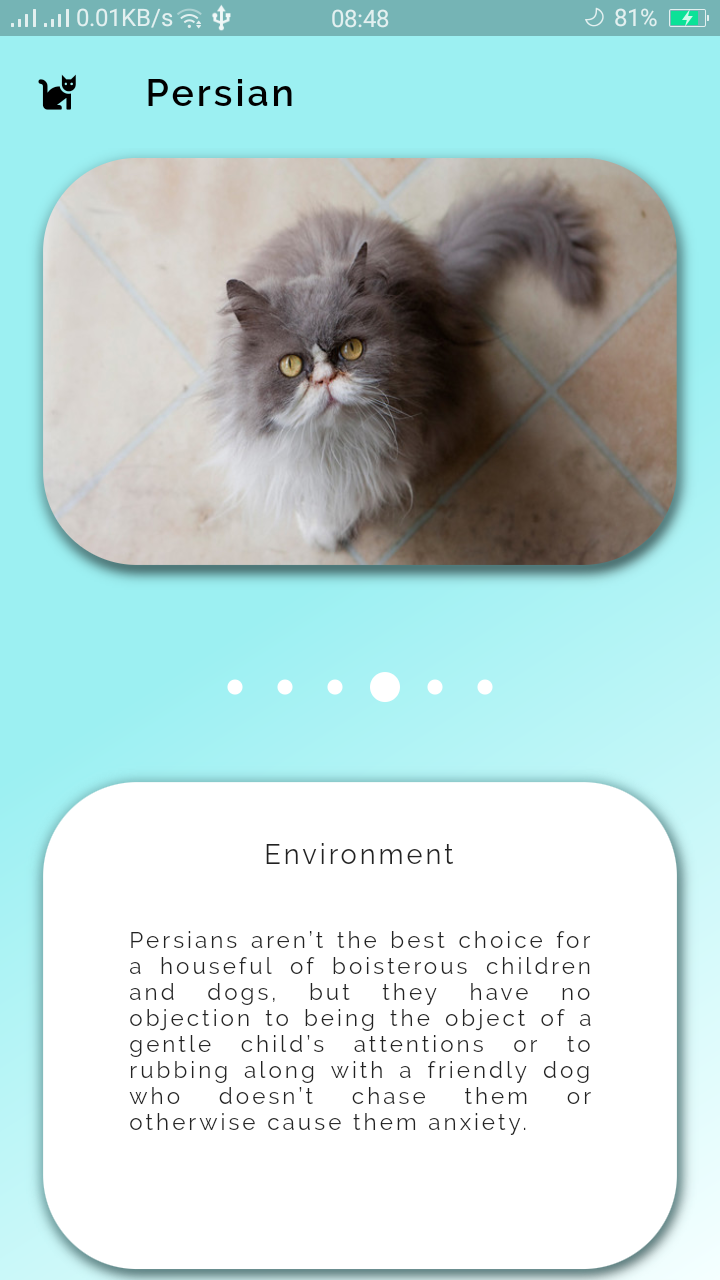 0.01KB/s 08:48 81%
Persian
Environment
Persians aren’t the best choice for
a houseful of boisterous children
and dogs, but they have no
objection to being the object of a
gentle child’s attentions or to
rubbing along with a friendly dog
who doesn’t chase them or
otherwise cause them anxiety.